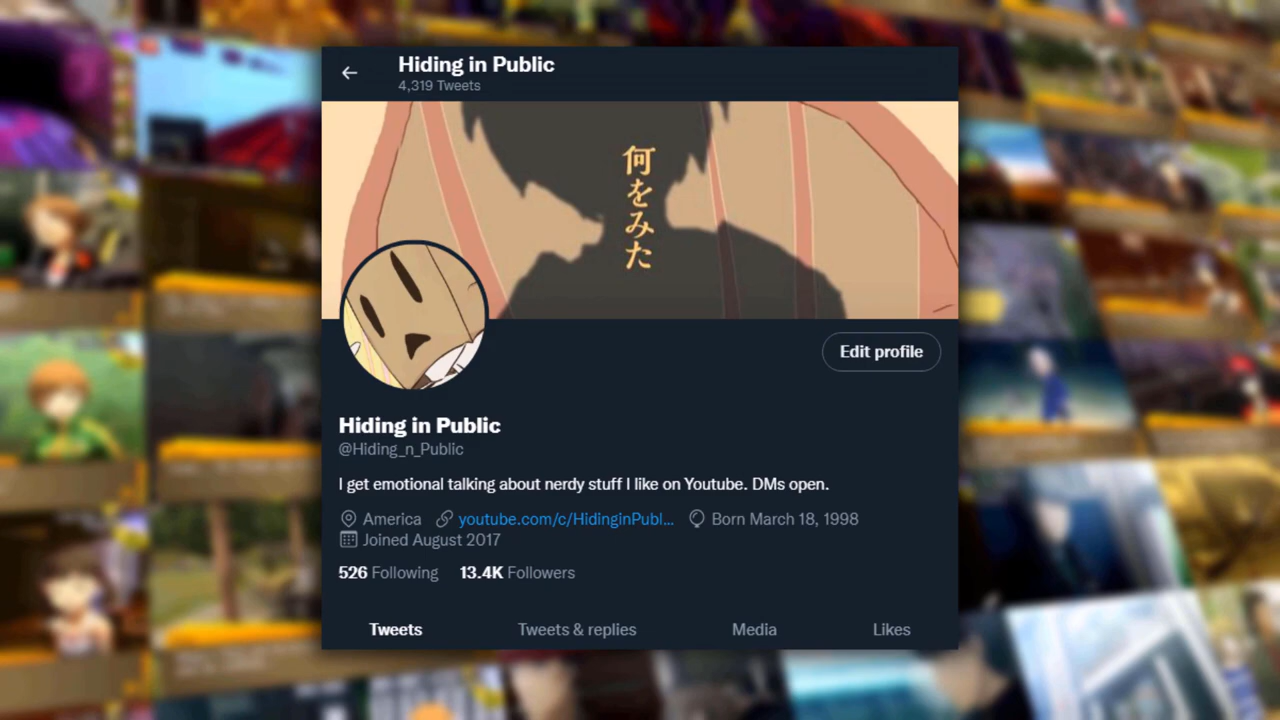 Hiding in Public
4,319 Tweets
何をみた
Edit profile
Hiding in Public
@Hiding_n_Public
I get emotional talking about nerdy stuff I like on Youtube. DMs open.
America youtube.com/c/HidinginPubl... Born March 18, 1998
Joined August 2017
526 Following 13.4K Followers
Tweets Tweets & replies Media Likes